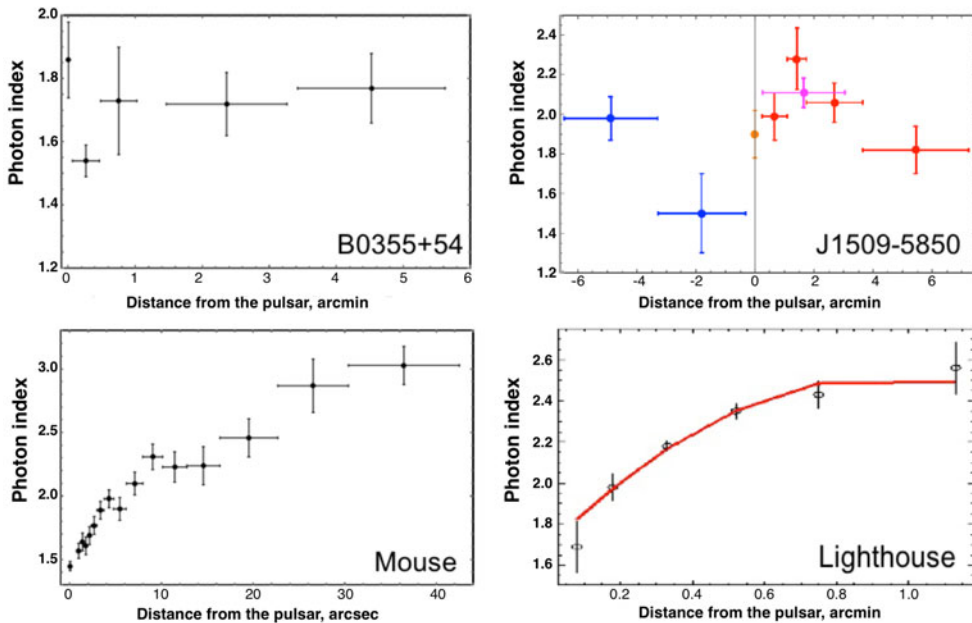 2.0
1.8
1.6
1.4
1.2
Photon index
B0355+54
0 1 2 3 4 5 6
Distance from the pulsar, arcmin
2.4
2.2
2.0
1.8
1.6
1.4
1.2
Photon index
J1509-5850
-6 -4 -2 0 2 4 6
Distance from the pulsar, arcmin
3.0
2.5
2.0
1.5
Photon index
Mouse
0 10 20 30 40
Distance from the pulsar, arcsec
2.6
2.4
2.2
2.0
1.8
1.6
Photon index
Lighthouse
0.2 0.4 0.6 0.8 1.0
Distance from the pulsar, arcmin